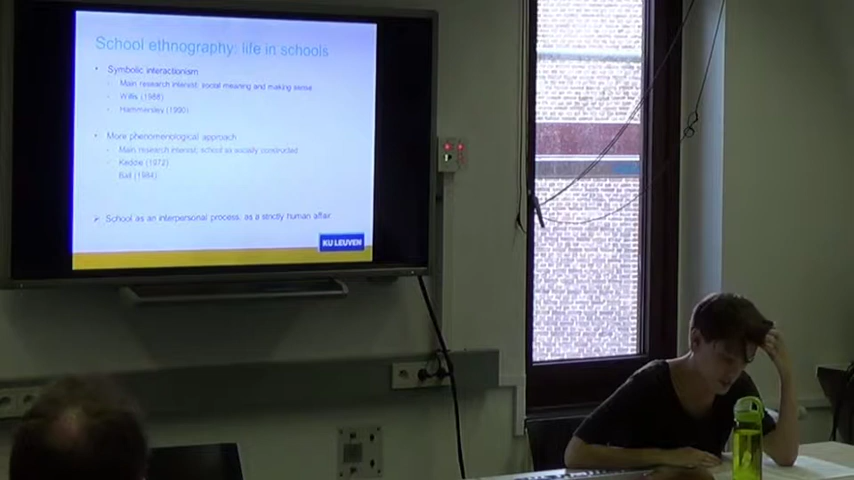 School ethnography: life in schools
• Symbolic interactionism
- Main research interest: social meaning and making sense
- Willis (1988)
- Hammersley (1990)
• More phenomenological approach
- Main research interest: school as socially constructed
- Keddie (1972)
Ball (1984)
➢ School as an interpersonal process, as a strictly human affair
KU LEUVEN